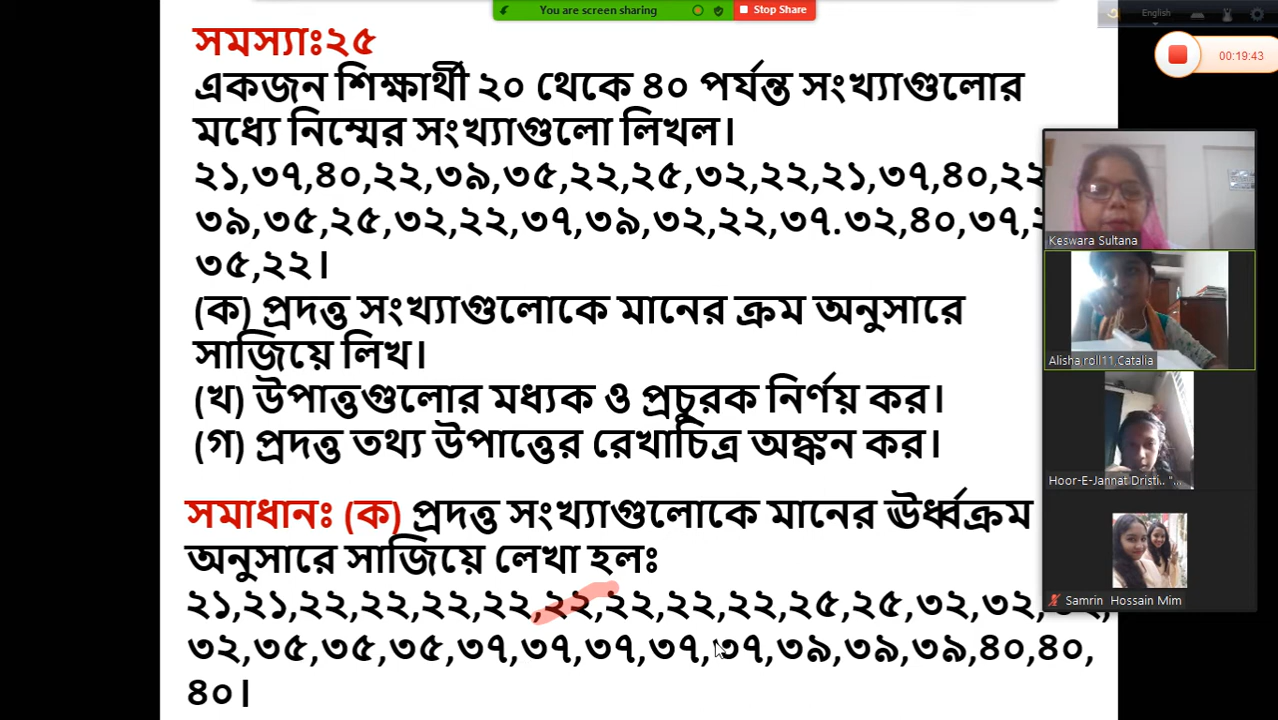 You are screen sharing
Stop Share
English
00:19:43
সমস্যাঃ২৫
একজন শিক্ষার্থী ২০ থেকে ৪০ পর্যন্ত সংখ্যাগুলোর
মধ্যে নিম্মের সংখ্যাগুলো লিখল।
২১,৩৭,৪০,২২,৩৯,৩৫,২২,২৫,৩২,২২,২১,৩৭,৪০,২২
৩৯,৩৫,২৫,৩২,২২,৩৭,৩৯,৩২,২২,৩৭.৩২,৪০,৩৭,
৩৫,২২।
(ক) প্রদত্ত সংখ্যাগুলোকে মানের ক্রম অনুসারে
সাজিয়ে লিখ।
(খ) উপাত্তগুলোর মধ্যক ও প্রচুরক নির্ণয় কর।
(গ) প্রদত্ত তথ্য উপাত্তের রেখাচিত্র অঙ্কন কর।
সমাধানঃ (ক) প্রদত্ত সংখ্যাগুলোকে মানের ঊর্ধ্বক্রম
অনুসারে সাজিয়ে লেখা হলঃ
২১,২১,২২,২২,২২,২২,২২,২২,২২,২২,২৫,২৫,৩২,৩২,৩২,
৩২,৩৫,৩৫,৩৫,৩৭,৩৭,৩৭,৩৭,৩৭,৩৯,৩৯,৩৯,৪০,৪০,
৪০।
Keswara Sultana
Alisha roll11 Catalia
Hoor-E-Jannat Dristi.. "...
Samrin Hossain Mim